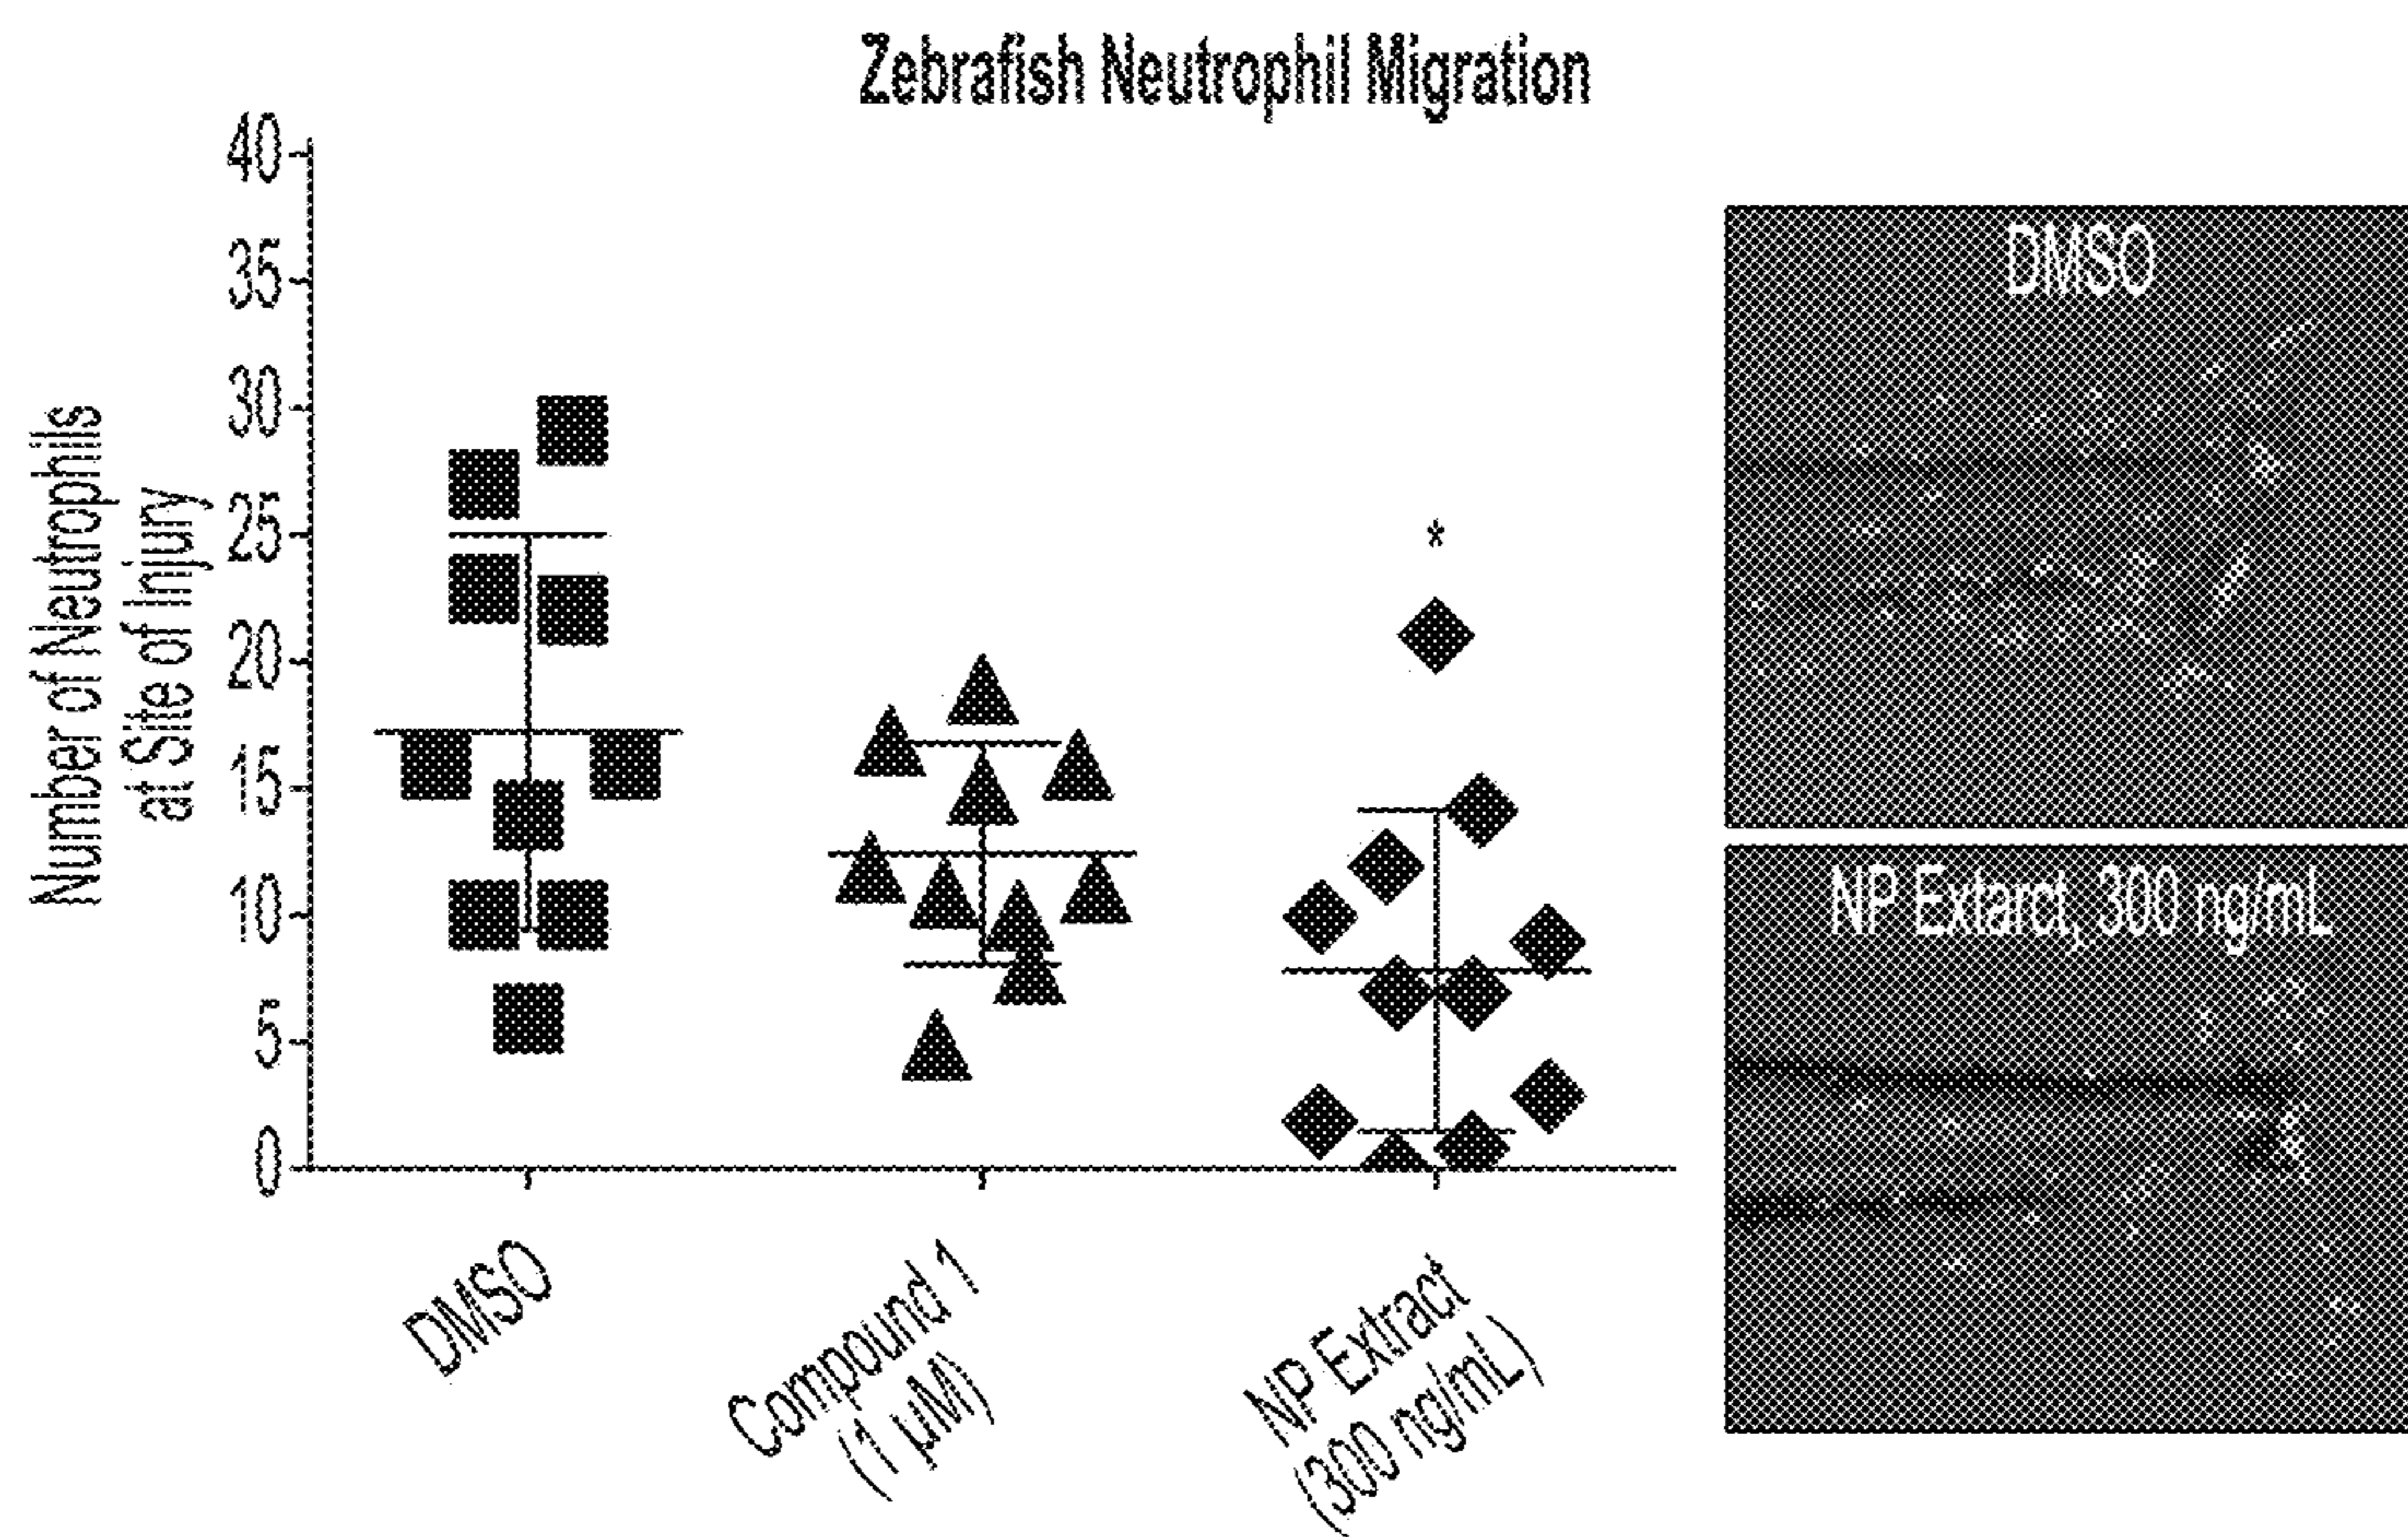 Zebrafish Neutrophil Migration
Number of Neutrophils
at Site of Injury
40
35
30
25
20
15
10
5
0
*
DMSO
Compound 1
(1 µM)
NP Extract
(300 ng/mL)
DMSO
NP Extarct, 300 ng/mL